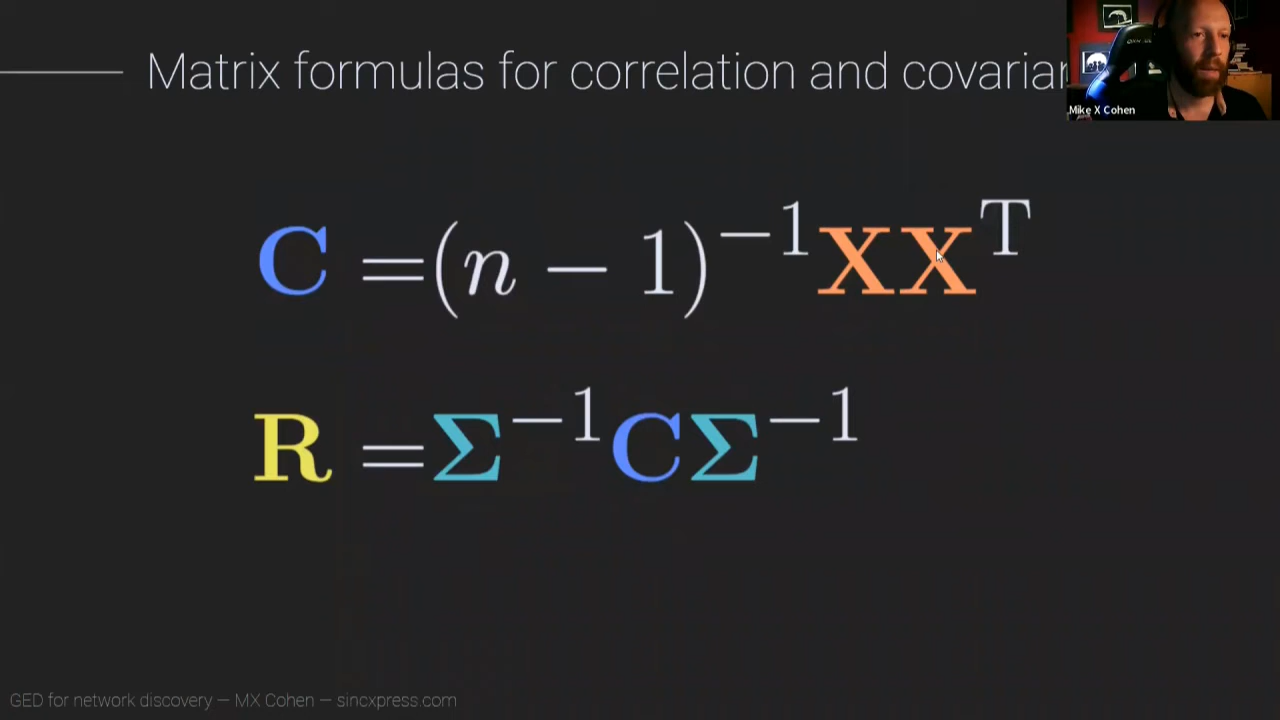 Matrix formulas for correlation and covarian
Mike X Cohen
C =(n − 1)⁻¹XXᵀ
R =Σ⁻¹CΣ⁻¹
GED for network discovery — MX Cohen — sincxpress.com